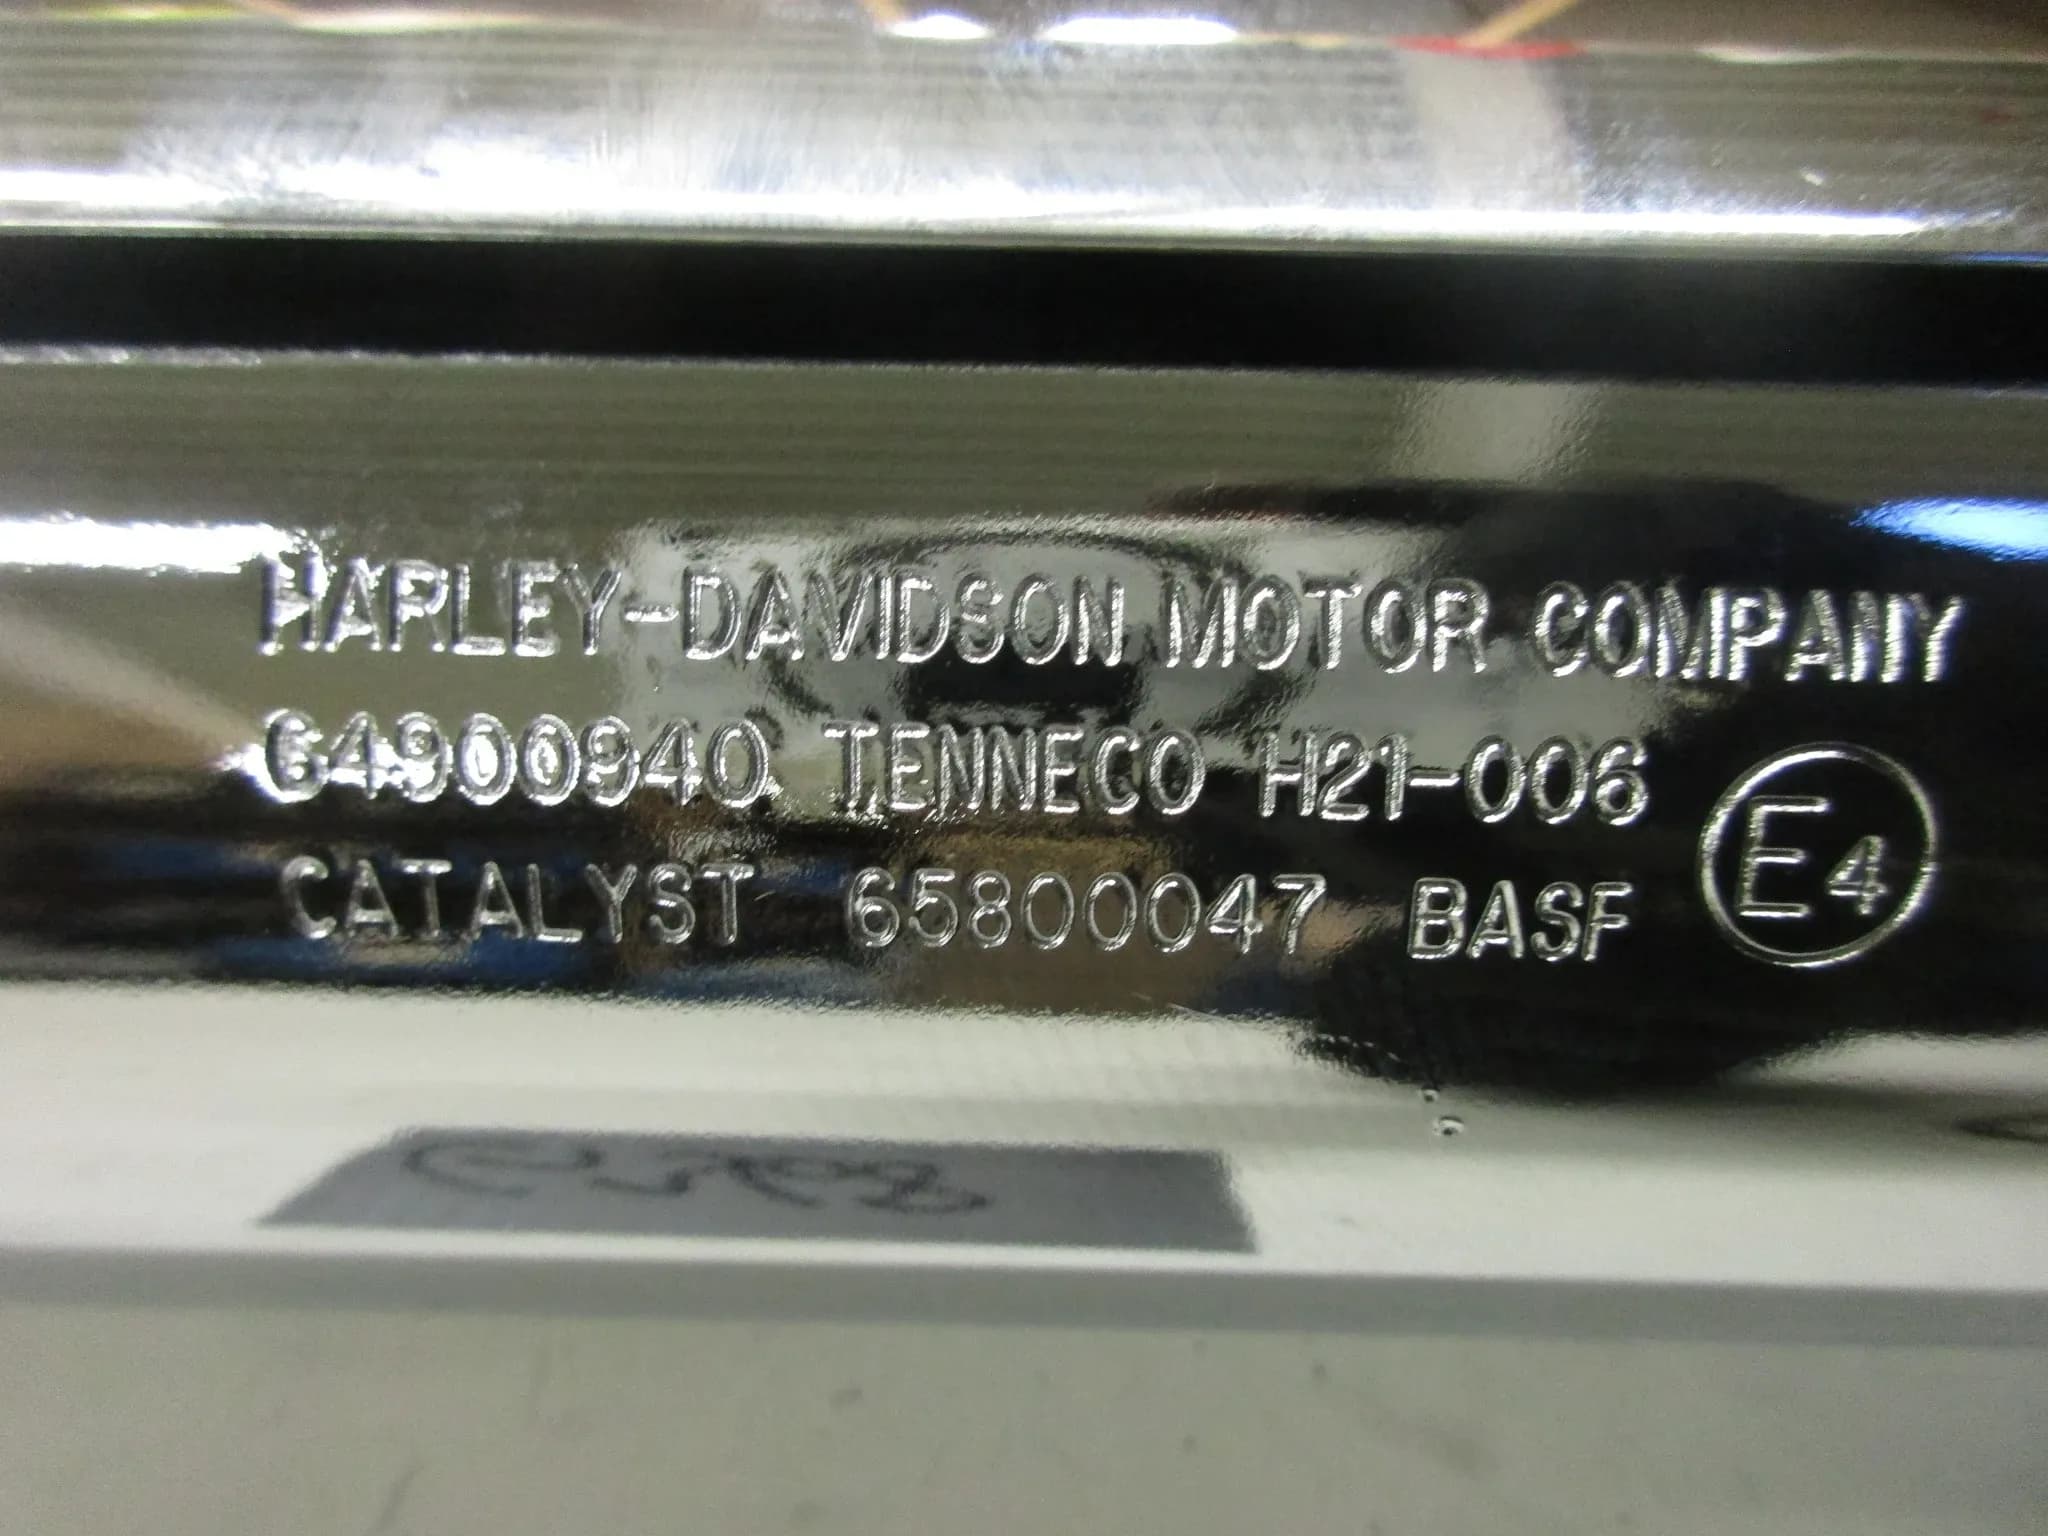 HARLEY-DAVIDSON MOTOR COMPANY
64900940 TENNECO H21-006
CATALYST 65800047 BASF
E4